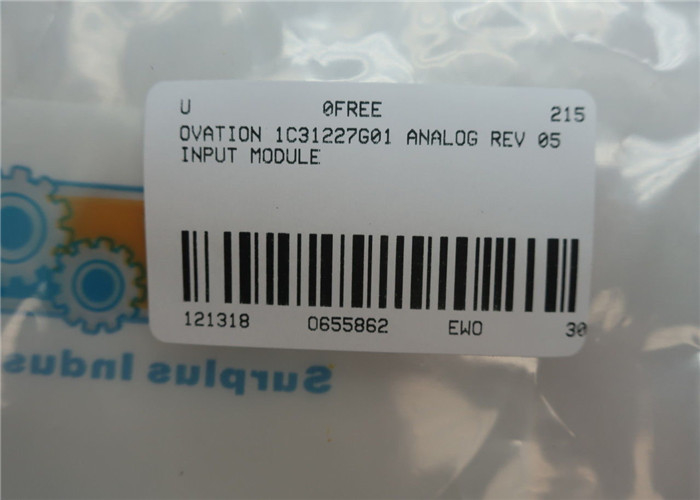 U 0FREE 215
OVATION 1C31227G01 ANALOG REV 05
INPUT MODULE
121318 0655862 EWO 30
Surplus Indus